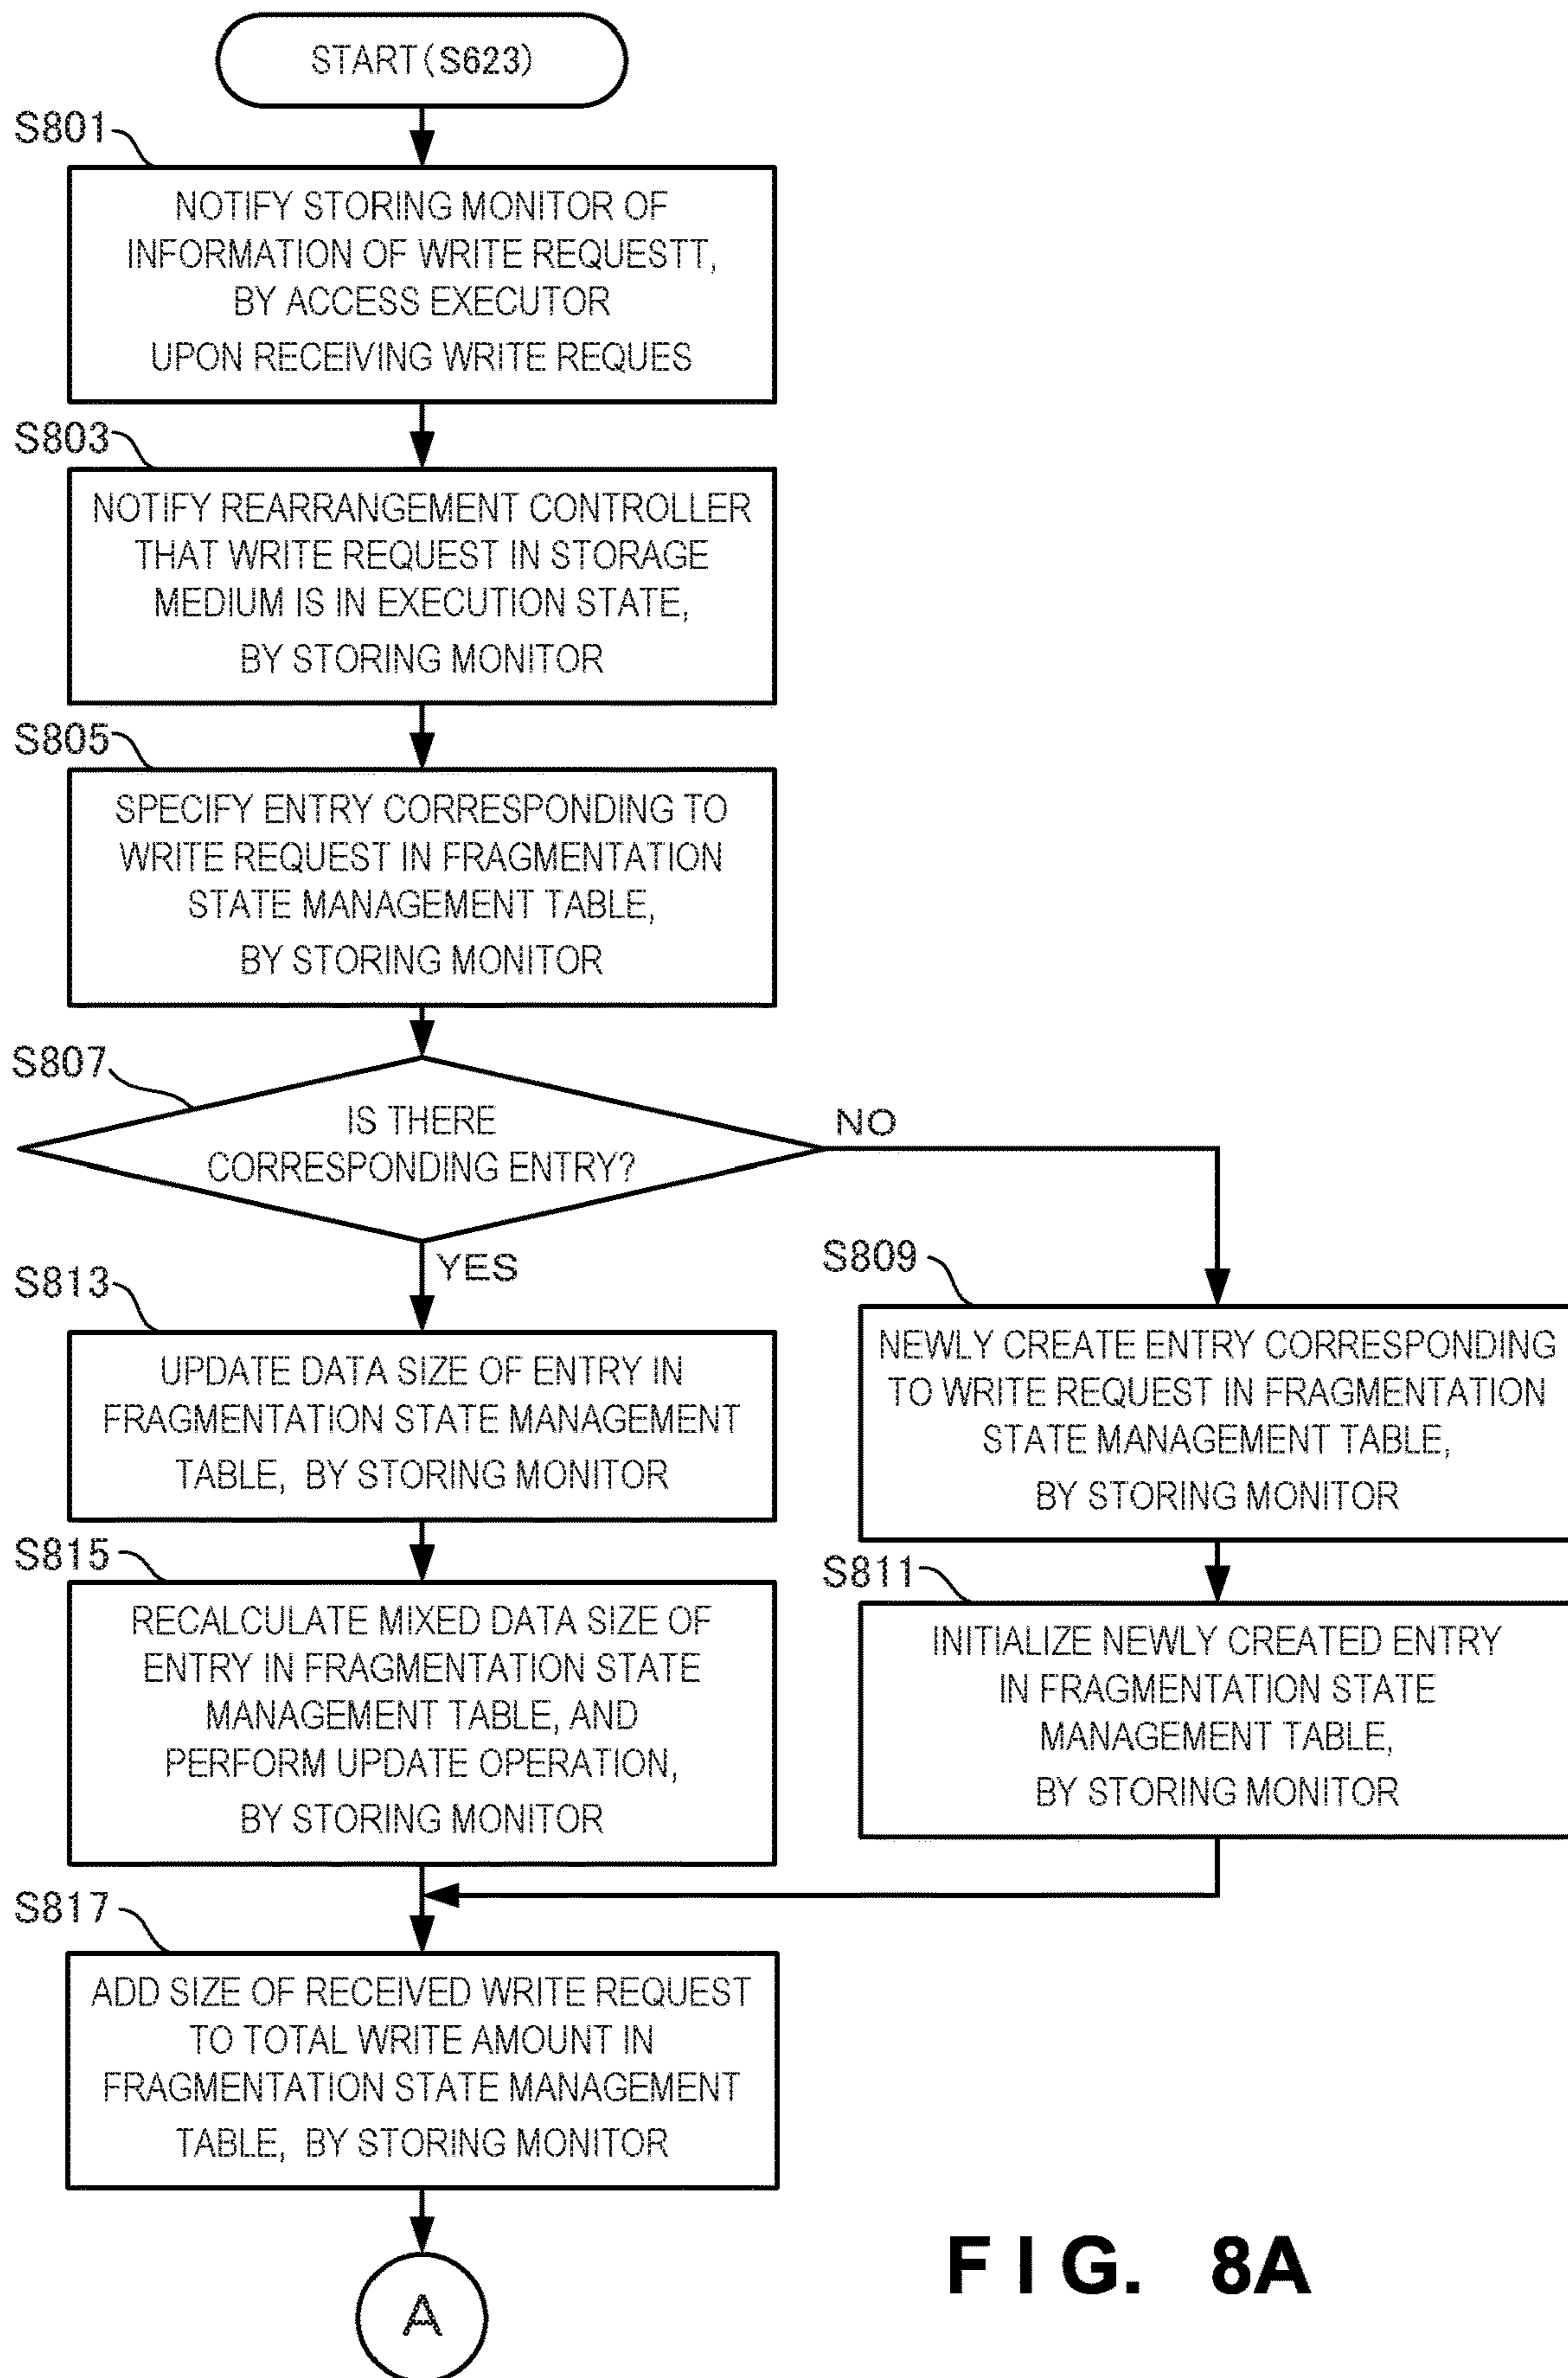 START(S623)
S801
NOTIFY STORING MONITOR OF
INFORMATION OF WRITE REQUESTT,
BY ACCESS EXECUTOR
UPON RECEIVING WRITE REQUES
S803
NOTIFY REARRANGEMENT CONTROLLER
THAT WRITE REQUEST IN STORAGE
MEDIUM IS IN EXECUTION STATE,
BY STORING MONITOR
S805
SPECIFY ENTRY CORRESPONDING TO
WRITE REQUEST IN FRAGMENTATION
STATE MANAGEMENT TABLE,
BY STORING MONITOR
S807
IS THERE
CORRESPONDING ENTRY?
NO
YES
S813
UPDATE DATA SIZE OF ENTRY IN
FRAGMENTATION STATE MANAGEMENT
TABLE, BY STORING MONITOR
S815
RECALCULATE MIXED DATA SIZE OF
ENTRY IN FRAGMENTATION STATE
MANAGEMENT TABLE, AND
PERFORM UPDATE OPERATION,
BY STORING MONITOR
S809
NEWLY CREATE ENTRY CORRESPONDING
TO WRITE REQUEST IN FRAGMENTATION
STATE MANAGEMENT TABLE,
BY STORING MONITOR
S811
INITIALIZE NEWLY CREATED ENTRY
IN FRAGMENTATION STATE
MANAGEMENT TABLE,
BY STORING MONITOR
S817
ADD SIZE OF RECEIVED WRITE REQUEST
TO TOTAL WRITE AMOUNT IN
FRAGMENTATION STATE MANAGEMENT
TABLE, BY STORING MONITOR
A
FIG. 8A